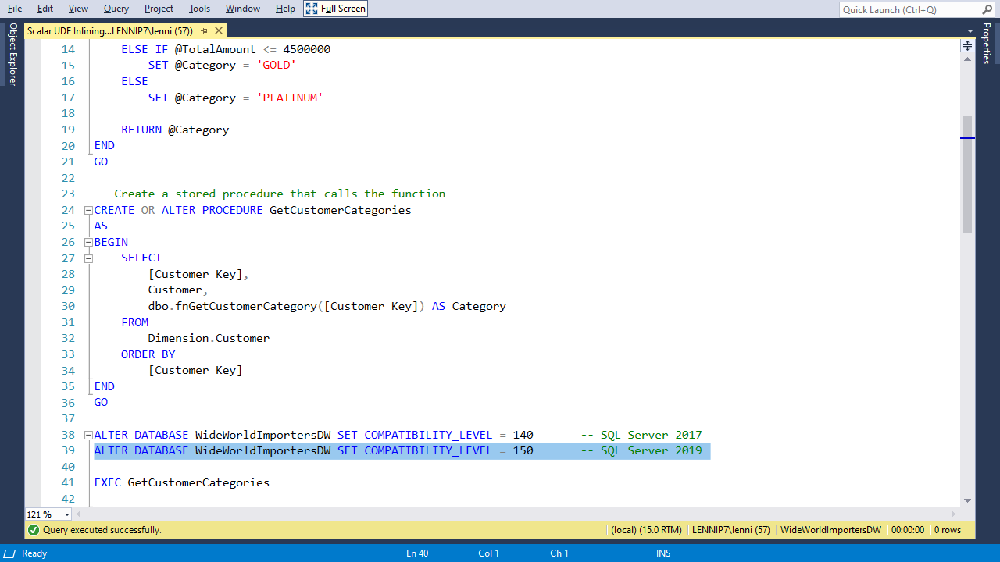 File Edit View Query Project Tools Window Help Full Screen Quick Launch (Ctrl+Q)
Object Explorer
Scalar UDF Inlining...LENNIP7\lenni (57))
Properties
14 ELSE IF @TotalAmount <= 4500000
15 SET @Category = 'GOLD'
16 ELSE
17 SET @Category = 'PLATINUM'
18
19 RETURN @Category
20 END
21 GO
22
23 -- Create a stored procedure that calls the function
24 CREATE OR ALTER PROCEDURE GetCustomerCategories
25 AS
26 BEGIN
27 SELECT
28 [Customer Key],
29 Customer,
30 dbo.fnGetCustomerCategory([Customer Key]) AS Category
31 FROM
32 Dimension.Customer
33 ORDER BY
34 [Customer Key]
35 END
36 GO
37
38 ALTER DATABASE WideWorldImportersDW SET COMPATIBILITY_LEVEL = 140 -- SQL Server 2017
39 ALTER DATABASE WideWorldImportersDW SET COMPATIBILITY_LEVEL = 150 -- SQL Server 2019
40
41 EXEC GetCustomerCategories
42
121 %
Query executed successfully. (local) (15.0 RTM) LENNIP7\lenni (57) WideWorldImportersDW 00:00:00 0 rows
Ready Ln 40 Col 1 Ch 1 INS